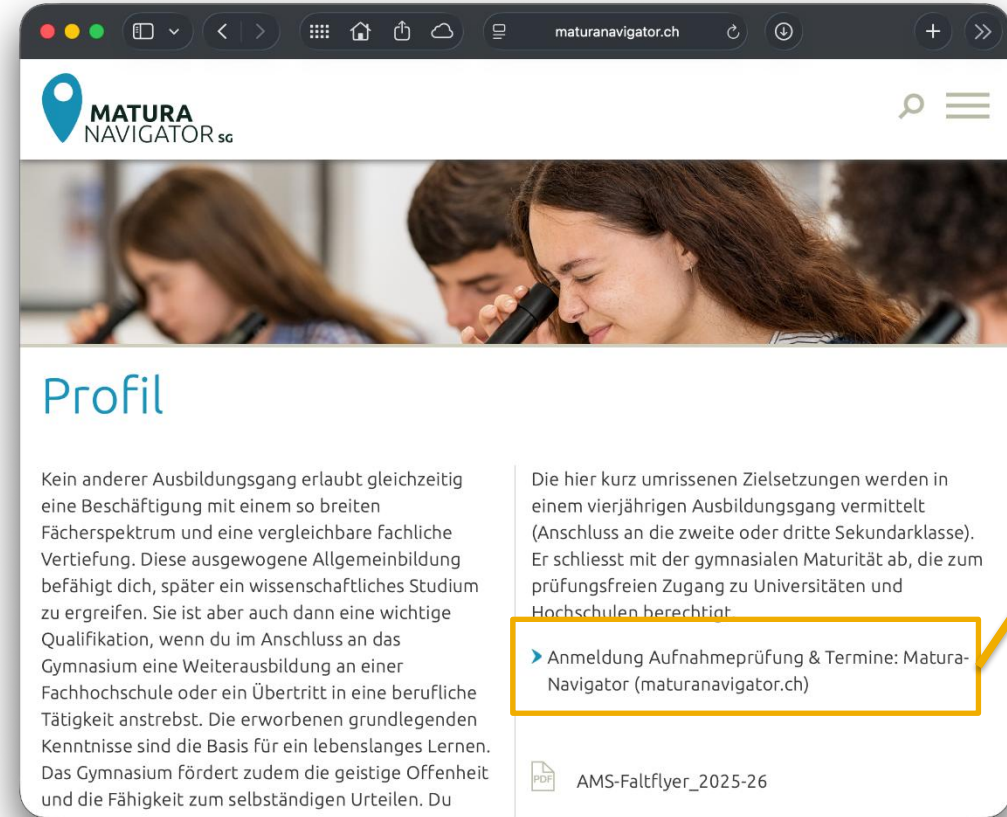 maturanavigator.ch
MATURA
NAVIGATOR SG
Profil
Kein anderer Ausbildungsgang erlaubt gleichzeitig
eine Beschäftigung mit einem so breiten
Fächerspektrum und eine vergleichbare fachliche
Vertiefung. Diese ausgewogene Allgemeinbildung
befähigt dich, später ein wissenschaftliches Studium
zu ergreifen. Sie ist aber auch dann eine wichtige
Qualifikation, wenn du im Anschluss an das
Gymnasium eine Weiterausbildung an einer
Fachhochschule oder ein Übertritt in eine berufliche
Tätigkeit anstrebst. Die erworbenen grundlegenden
Kenntnisse sind die Basis für ein lebenslanges Lernen.
Das Gymnasium fördert zudem die geistige Offenheit
und die Fähigkeit zum selbständigen Urteilen. Du
Die hier kurz umrissenen Zielsetzungen werden in
einem vierjährigen Ausbildungsgang vermittelt
(Anschluss an die zweite oder dritte Sekundarklasse).
Er schliesst mit der gymnasialen Maturität ab, die zum
prüfungsfreien Zugang zu Universitäten und
Hochschulen berechtigt.
Anmeldung Aufnahmeprüfung & Termine: Matura-
Navigator (maturanavigator.ch)
PDF
AMS-Faltflyer_2025-26